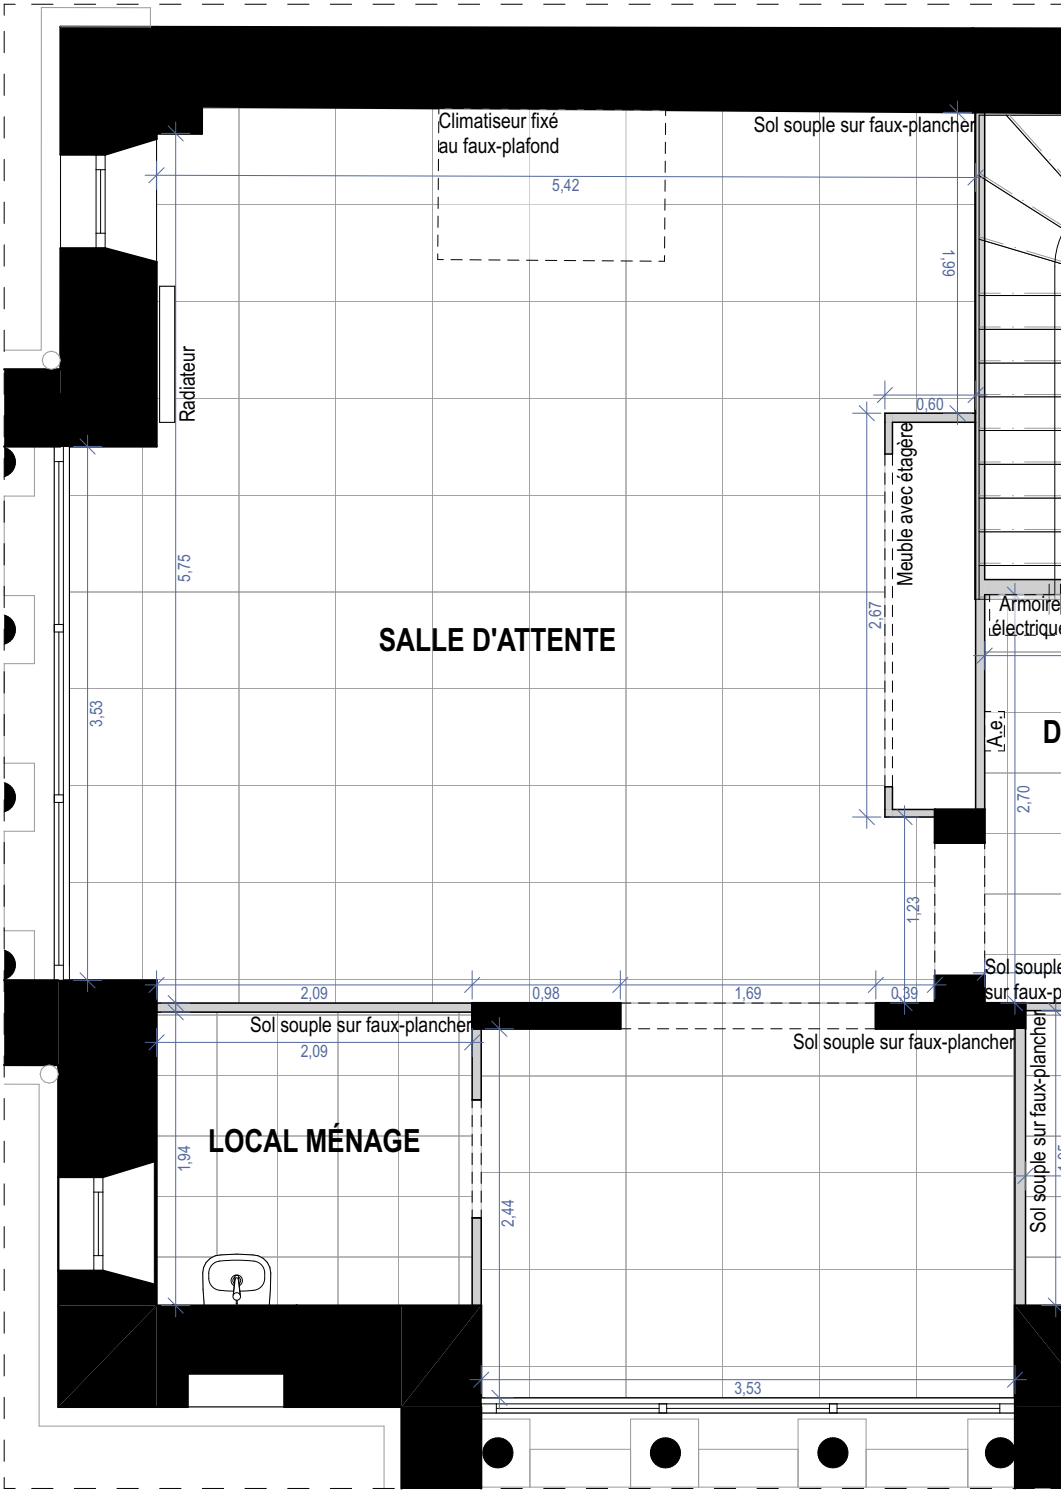 Climatiseur fixé
au faux-plafond
Sol souple sur faux-plancher
5,42
1,99
Radiateur
0,60
Meuble avec étagère
5,75
2,67
SALLE D'ATTENTE
Armoire
électrique
3,53
A.e.
D
2,70
1,23
Sol souple
sur faux-p
2,09
0,98
1,69
0,39
Sol souple sur faux-plancher
2,09
Sol souple sur faux-plancher
Sol souple sur faux-plancher
LOCAL MÉNAGE
1,94
2,44
3,53